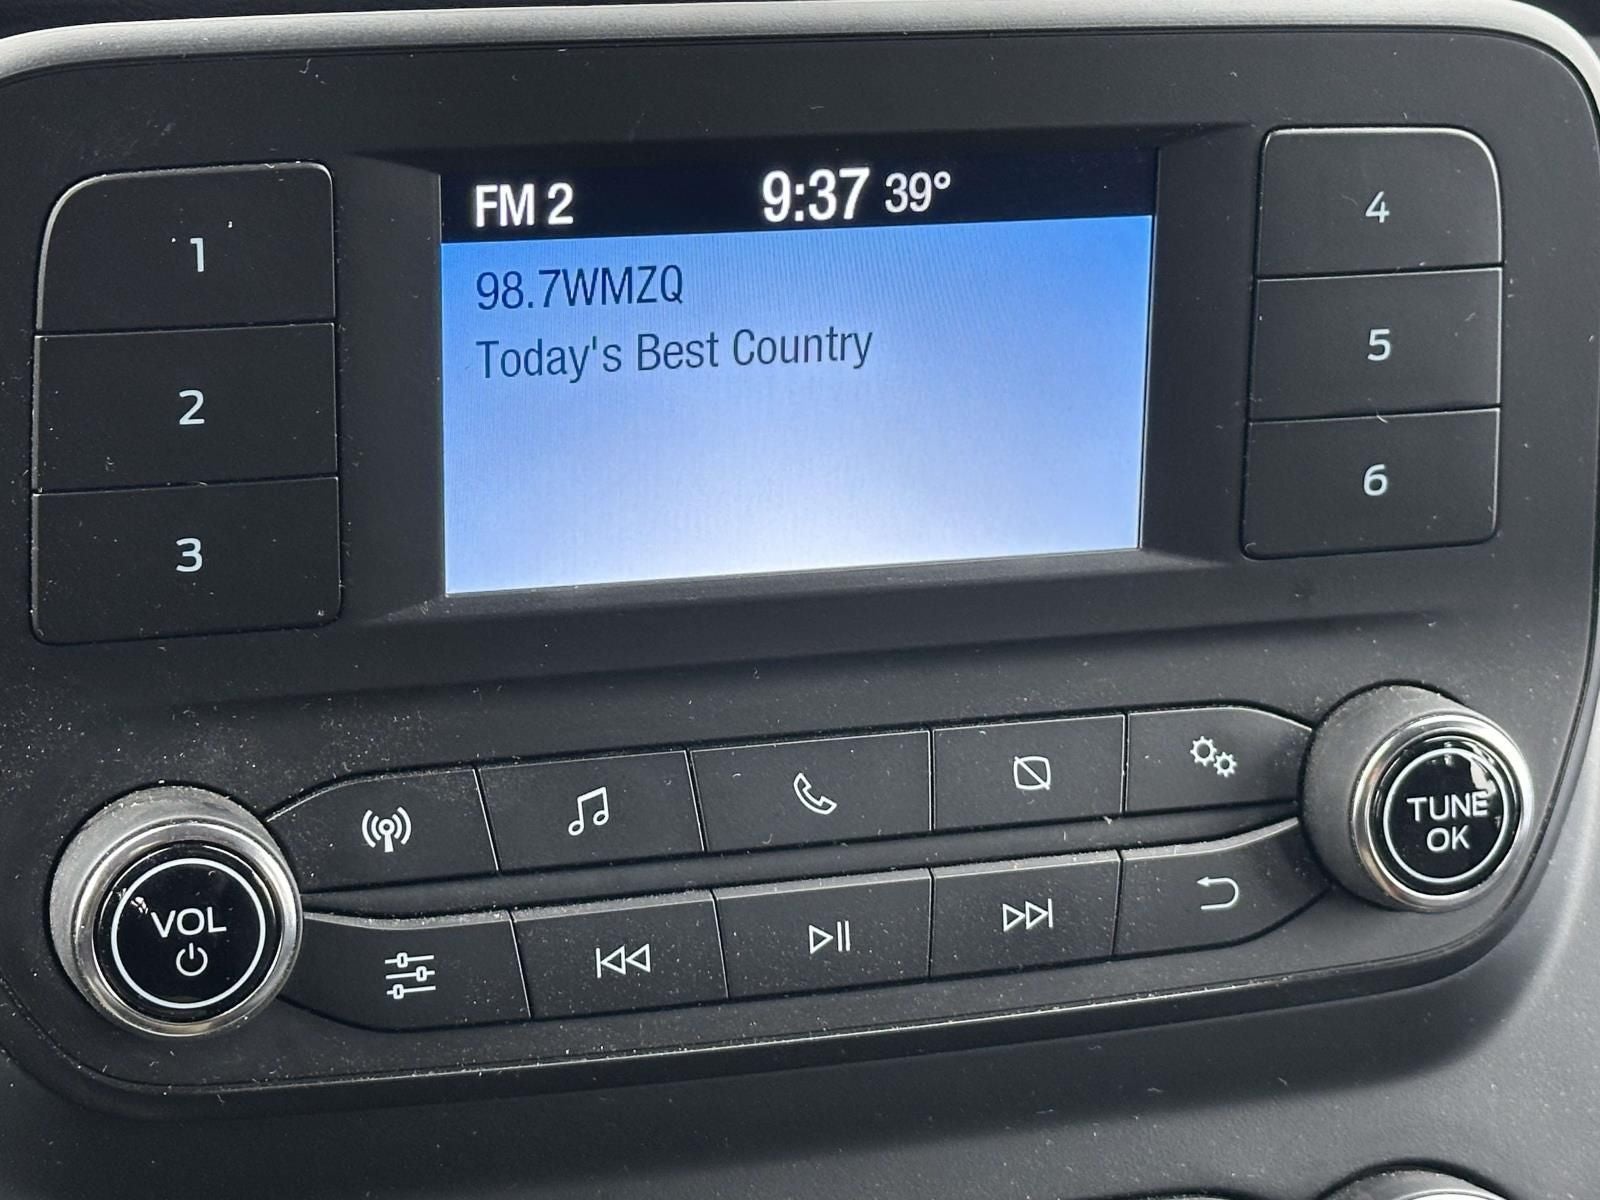 FM 2 9:37 39°
98.7WMZQ
Today's Best Country
1
2
3
4
5
6
VOL
TUNE
OK